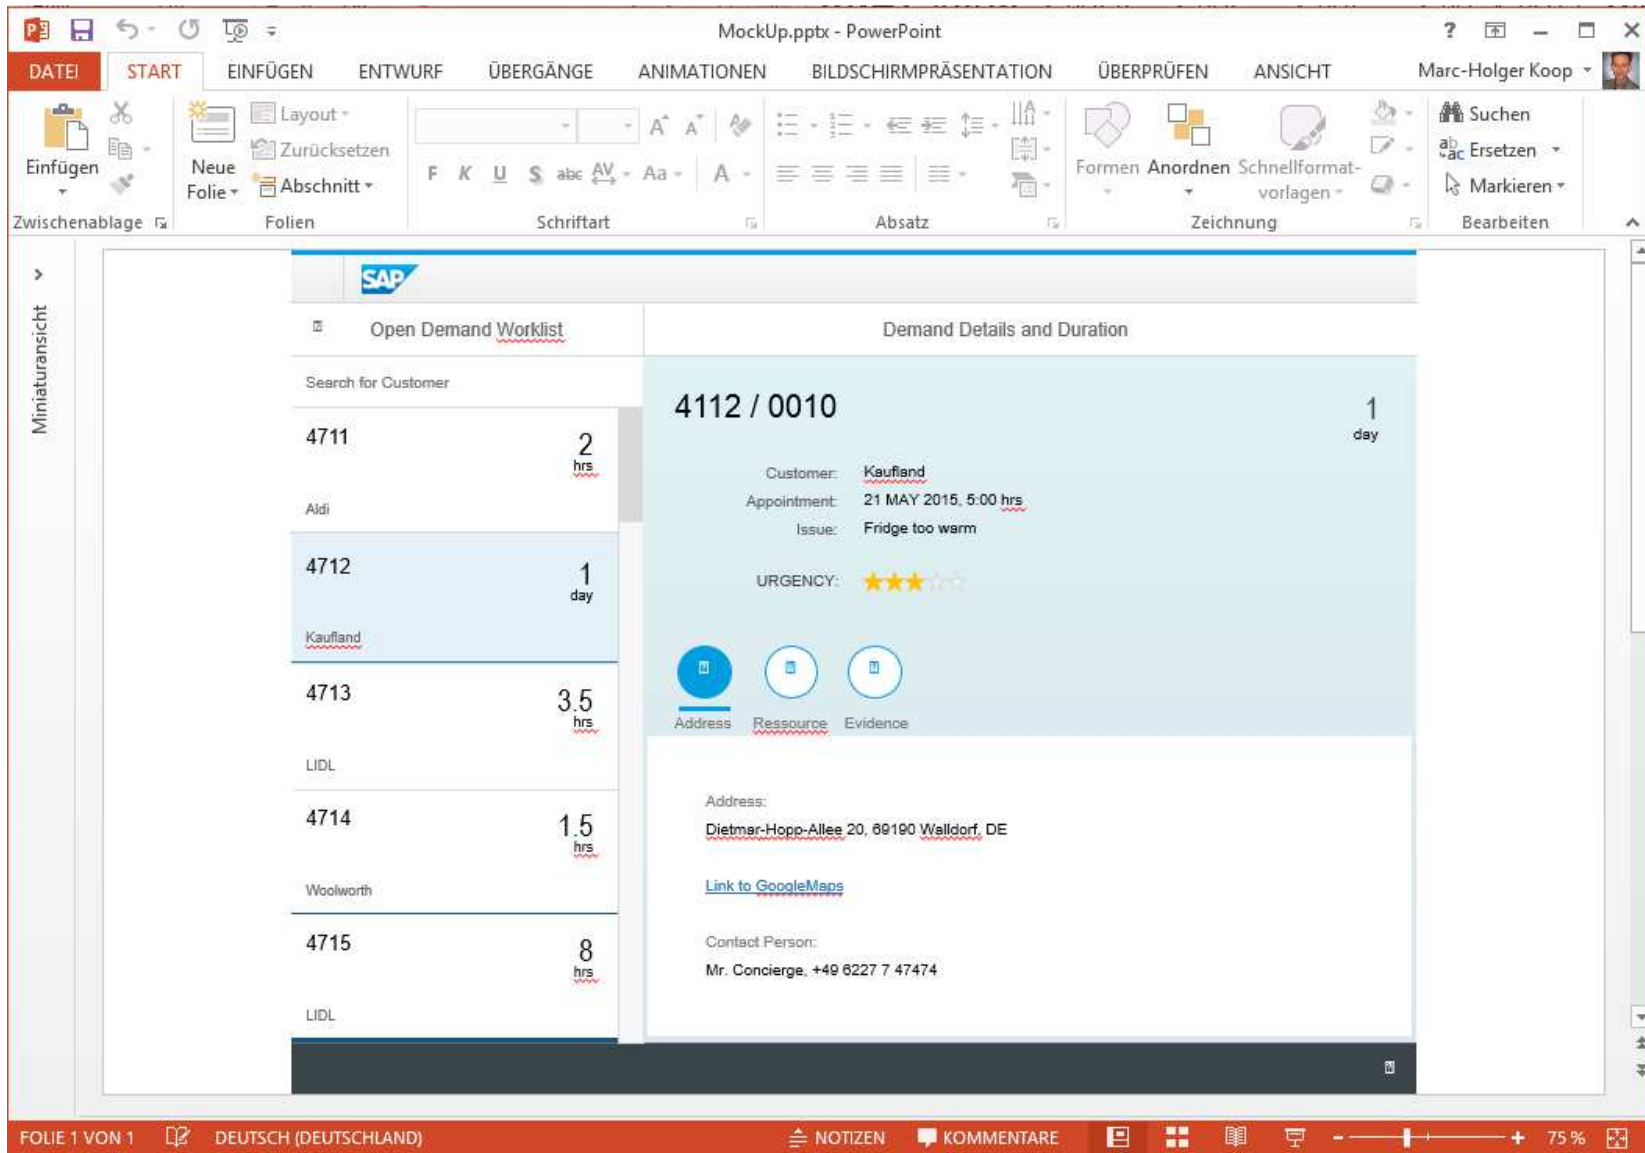 MockUp.pptx - PowerPoint
?
DATEI START EINFÜGEN ENTWURF ÜBERGÄNGE ANIMATIONEN BILDSCHIRMPRÄSENTATION ÜBERPRÜFEN ANSICHT Marc-Holger Koop
Einfügen
Neue Folie
Layout
Zurücksetzen
Abschnitt
F K U S abc AV Aa A
Formen Anordnen Schnellformat-
vorlagen
Suchen
Ersetzen
Markieren
Zwischenablage Folien Schriftart Absatz Zeichnung Bearbeiten
Miniaturansicht
SAP
Open Demand Worklist
Search for Customer
4711
2
hrs
Aldi
4712
1
day
Kaufland
4713
3.5
hrs
LIDL
4714
1.5
hrs
Woolworth
4715
8
hrs
LIDL
Demand Details and Duration
4112 / 0010
1
day
Customer: Kaufland
Appointment: 21 MAY 2015, 5:00 hrs
Issue: Fridge too warm
URGENCY:
Address Ressource Evidence
Address:
Dietmar-Hopp-Allee 20, 69190 Walldorf, DE
Link to GoogleMaps
Contact Person:
Mr. Concierge, +49 6227 7 47474
FOLIE 1 VON 1 DEUTSCH (DEUTSCHLAND) NOTIZEN KOMMENTARE 75 %